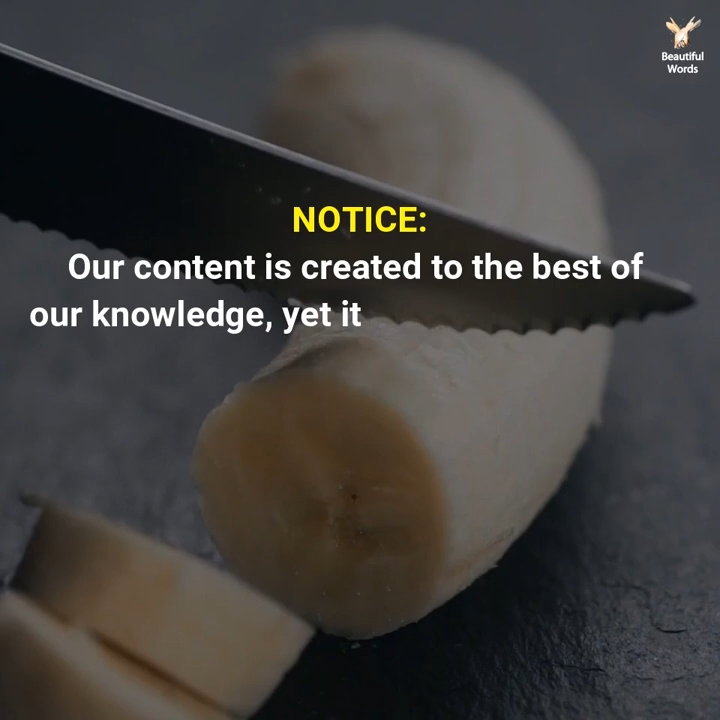 Beautiful
Words
NOTICE:
Our content is created to the best of
our knowledge, yet it